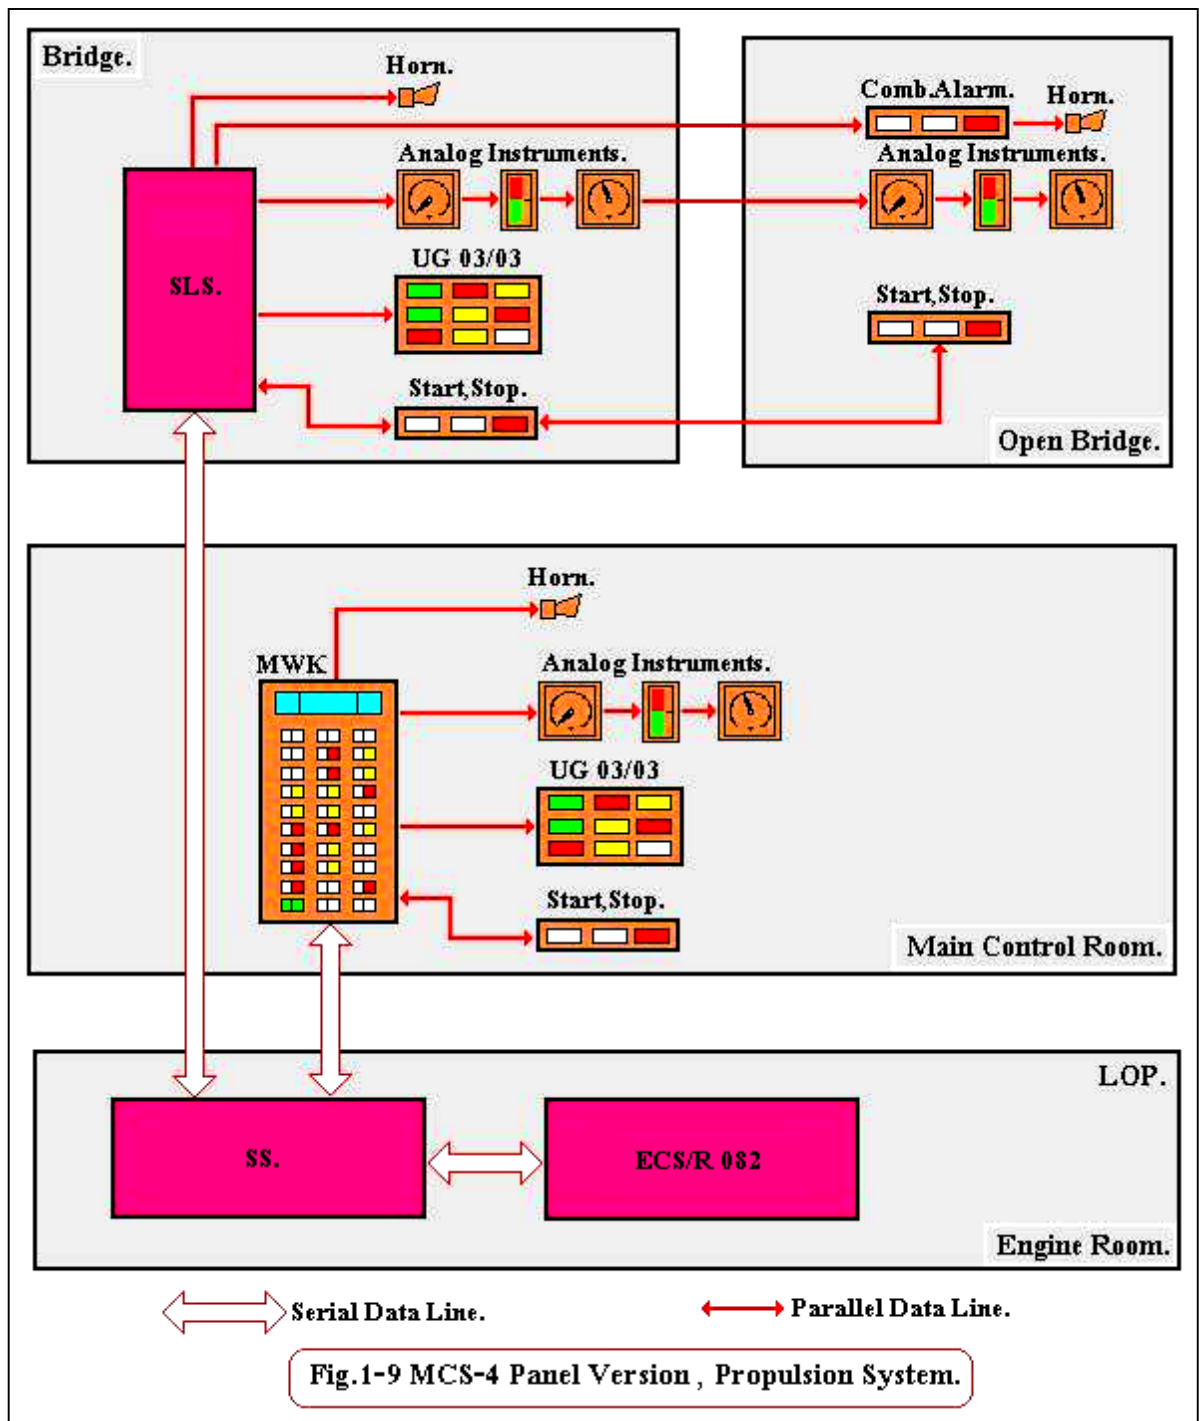 Bridge.
Horn.
Comb.Alarm.
Horn.
Analog Instruments.
Analog Instruments.
UG 03/03
SLS.
Start,Stop.
Start,Stop.
Open Bridge.
Horn.
MWK
Analog Instruments.
UG 03/03
Start,Stop.
Main Control Room.
LOP.
SS.
ECS/R 082
Engine Room.
Serial Data Line.
Parallel Data Line.
Fig.1-9 MCS-4 Panel Version , Propulsion System.